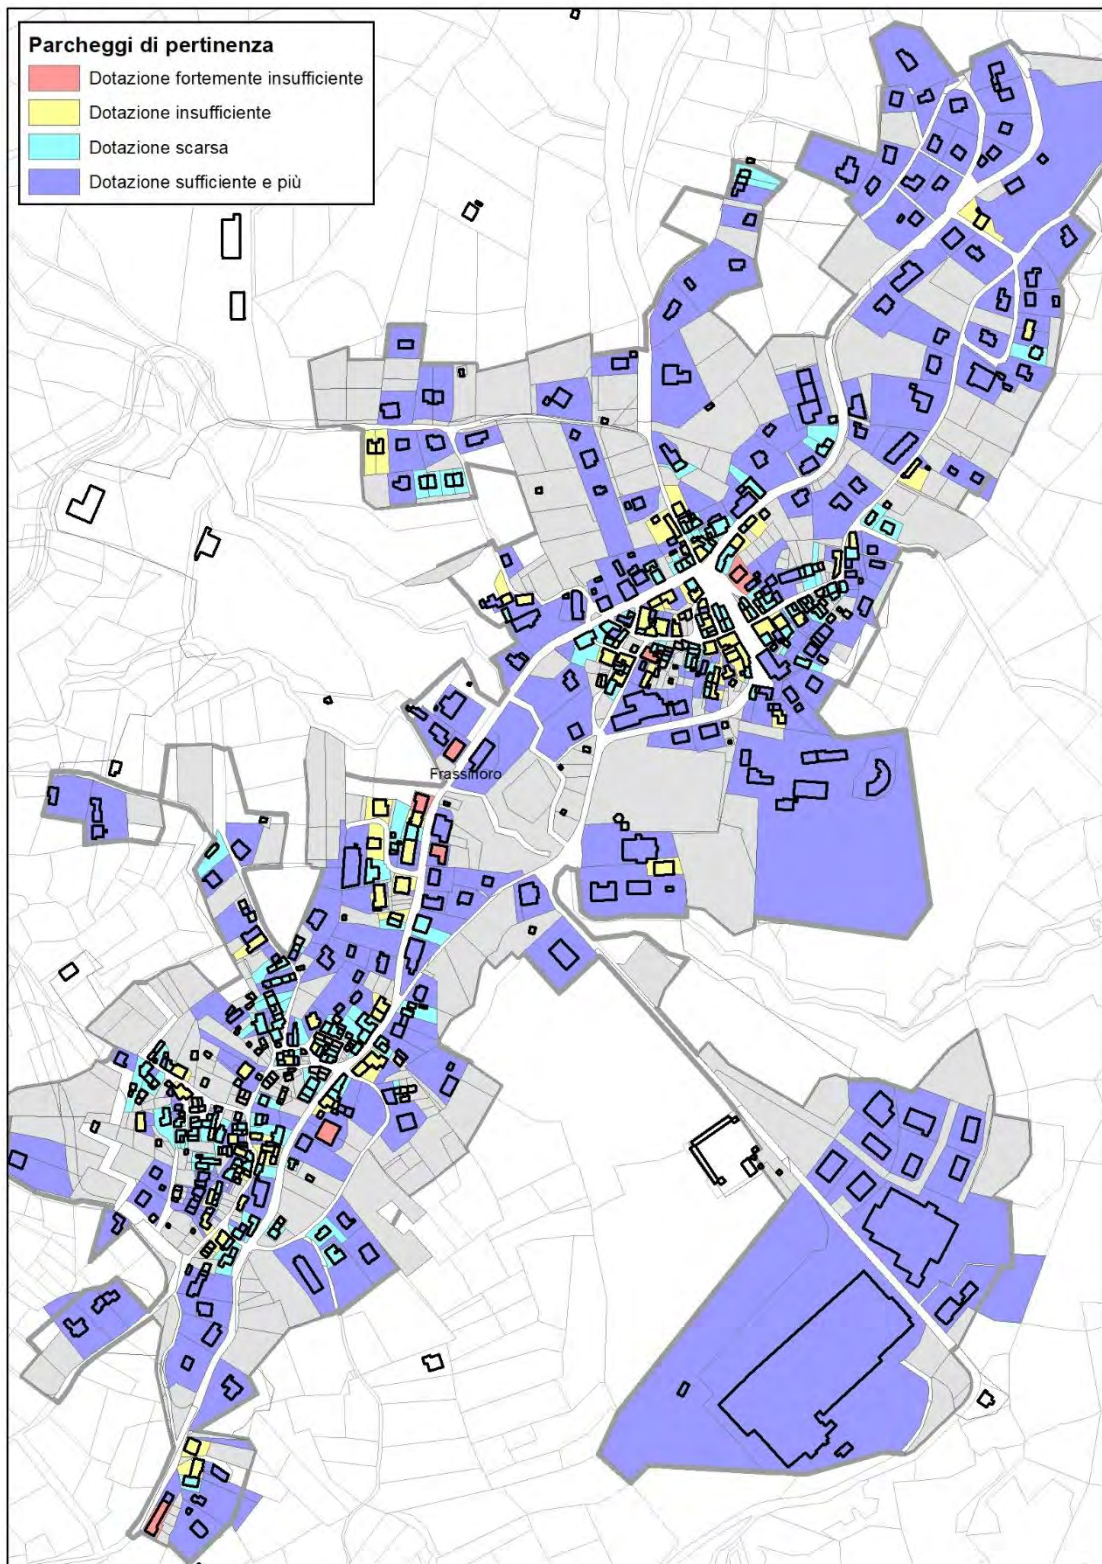 Parcheggi di pertinenza
Dotazione fortemente insufficiente
Dotazione insufficiente
Dotazione scarsa
Dotazione sufficiente e più
Frassinoro